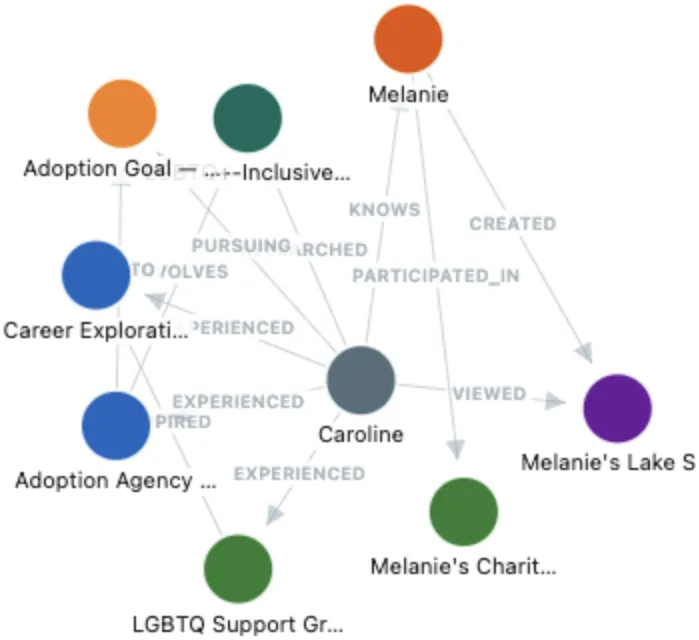 Melanie
Adoption Goal — ...--Inclusive...
KNOWS
CREATED
PURSUING
PARTICIPATED_IN
Career Explorati...
EXPERIENCED
VIEWED
Caroline
Melanie's Lake S
Adoption Agency ...
EXPERIENCED
Melanie's Charit...
LGBTQ Support Gr...